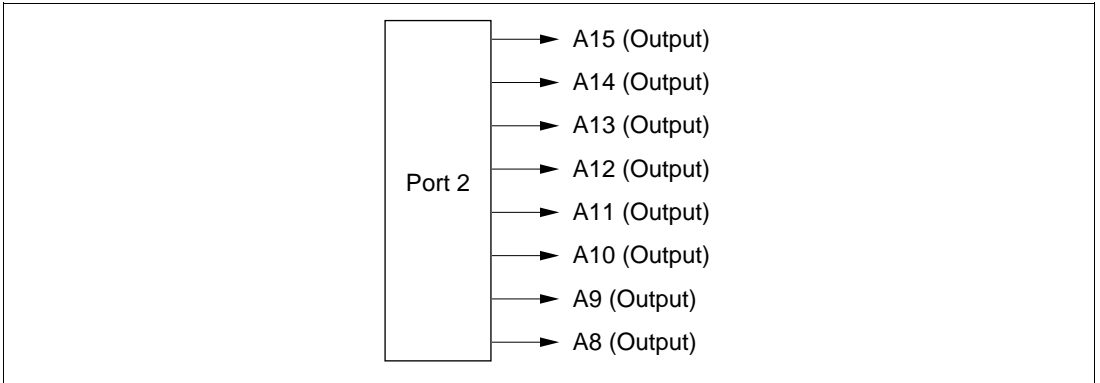 Port 2
A15 (Output)
A14 (Output)
A13 (Output)
A12 (Output)
A11 (Output)
A10 (Output)
A9 (Output)
A8 (Output)